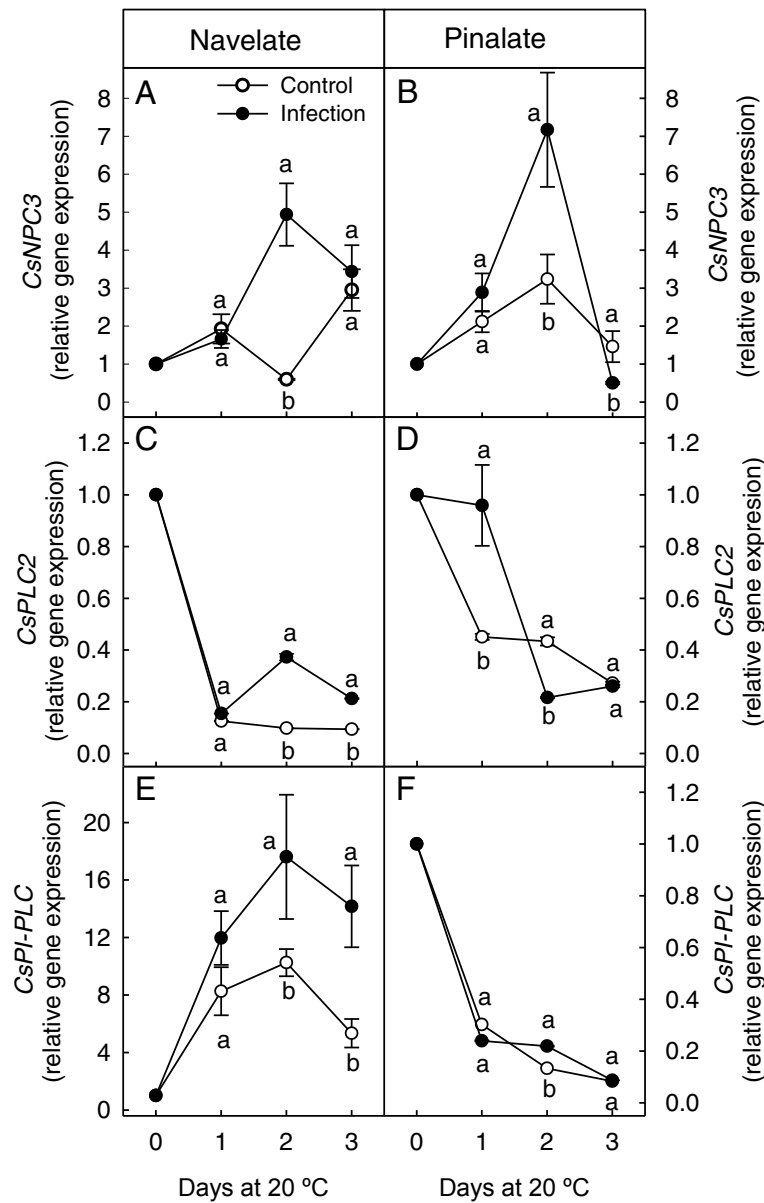 Navelate Pinalate
A
Control
Infection
B
CsNPC3
(relative gene expression)
8
7
6
5
4
3
2
1
0
a
a
a
a
b
a
a
a
a
b
a
b
8
7
6
5
4
3
2
1
0
CsNPC3
(relative gene expression)
C
D
CsPLC2
(relative gene expression)
1.2
1.0
0.8
0.6
0.4
0.2
0.0
a
a
a
b
a
b
a
b
a
b
a
a
1.2
1.0
0.8
0.6
0.4
0.2
0.0
CsPLC2
(relative gene expression)
E
F
CsPI-PLC
(relative gene expression)
20
16
12
8
4
0
a
a
a
b
a
b
a
a
a
b
a
a
1.2
1.0
0.8
0.6
0.4
0.2
0.0
CsPI-PLC
(relative gene expression)
0 1 2 3 0 1 2 3
Days at 20 ºC Days at 20 ºC